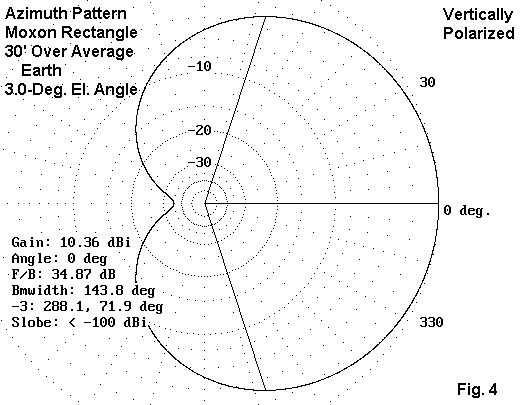 Azimuth Pattern
Moxon Rectangle
30' Over Average
Earth
3.0-Deg. El. Angle
Vertically
Polarized
-10
30
-20
-30
0 deg.
Gain: 10.36 dBi
Angle: 0 deg
F/B: 34.87 dB
Bmwidth: 143.8 deg
-3: 288.1, 71.9 deg
Slobe: < -100 dBi
330
Fig. 4